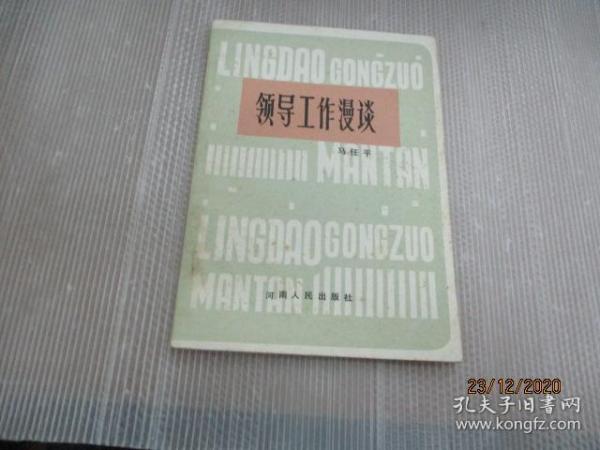 LINGDAO GONGZUO
领导工作漫谈
马任平
MANTAN
LINGDAO GONGZUO
MANTAN
河南人民出版社
23/12/2020
孔夫子旧书网
www.kongfz.com